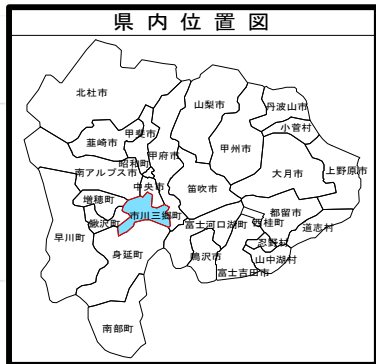 県内位置図
北杜市
山梨市
丹波山市
小菅村
甲斐市
韮崎市
甲府市
甲州市
昭和町
上野原市
南アルプス市
大月市
中央市
笛吹市
増穂町
都留市
市川三郷町
鰍沢町
富士河口湖町
西桂町
道志村
早川町
忍野村
身延町
鳴沢市
山中湖村
富士吉田市
南部町